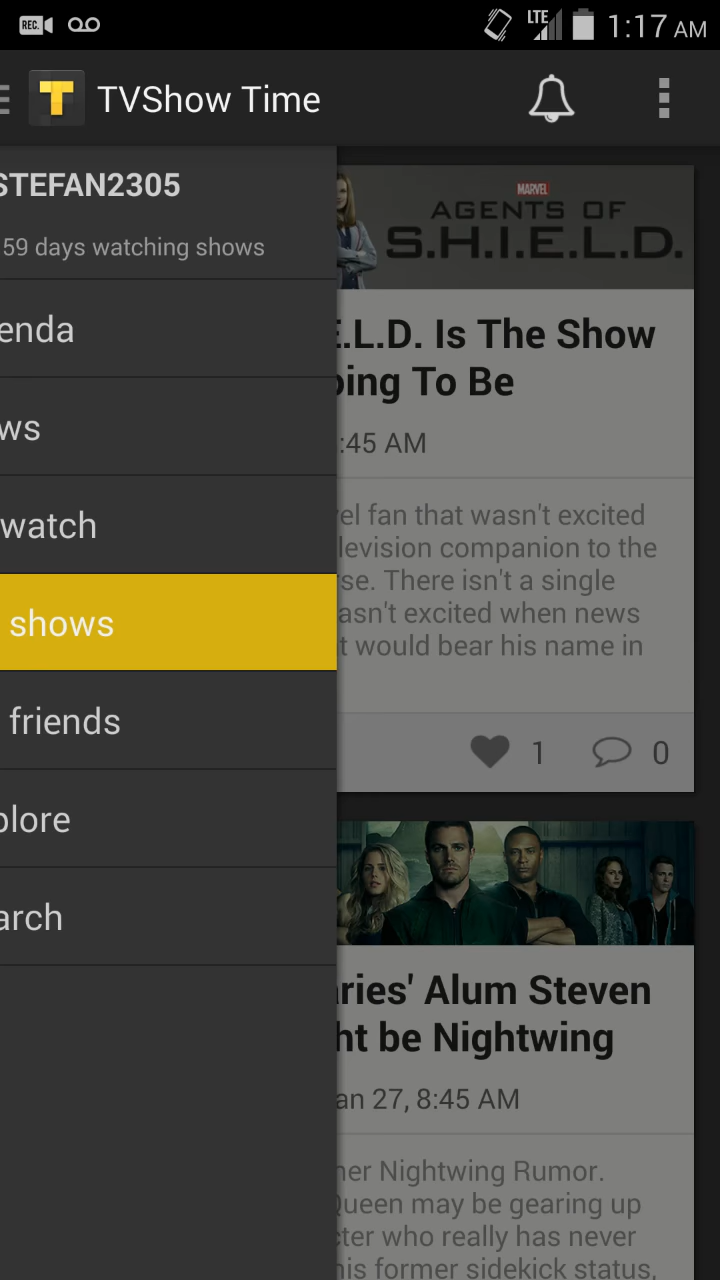 REC.
LTE
1:17 AM
TVShow Time
STEFAN2305
59 days watching shows
enda
ws
watch
shows
friends
plore
arch
MARVEL
AGENTS OF
S.H.I.E.L.D.
E.L.D. Is The Show
oing To Be
:45 AM
vel fan that wasn't excited
levision companion to the
rse. There isn't a single
asn't excited when news
t would bear his name in
1
0
aries' Alum Steven
ht be Nightwing
an 27, 8:45 AM
her Nightwing Rumor.
Queen may be gearing up
cter who really has never
his former sidekick status,